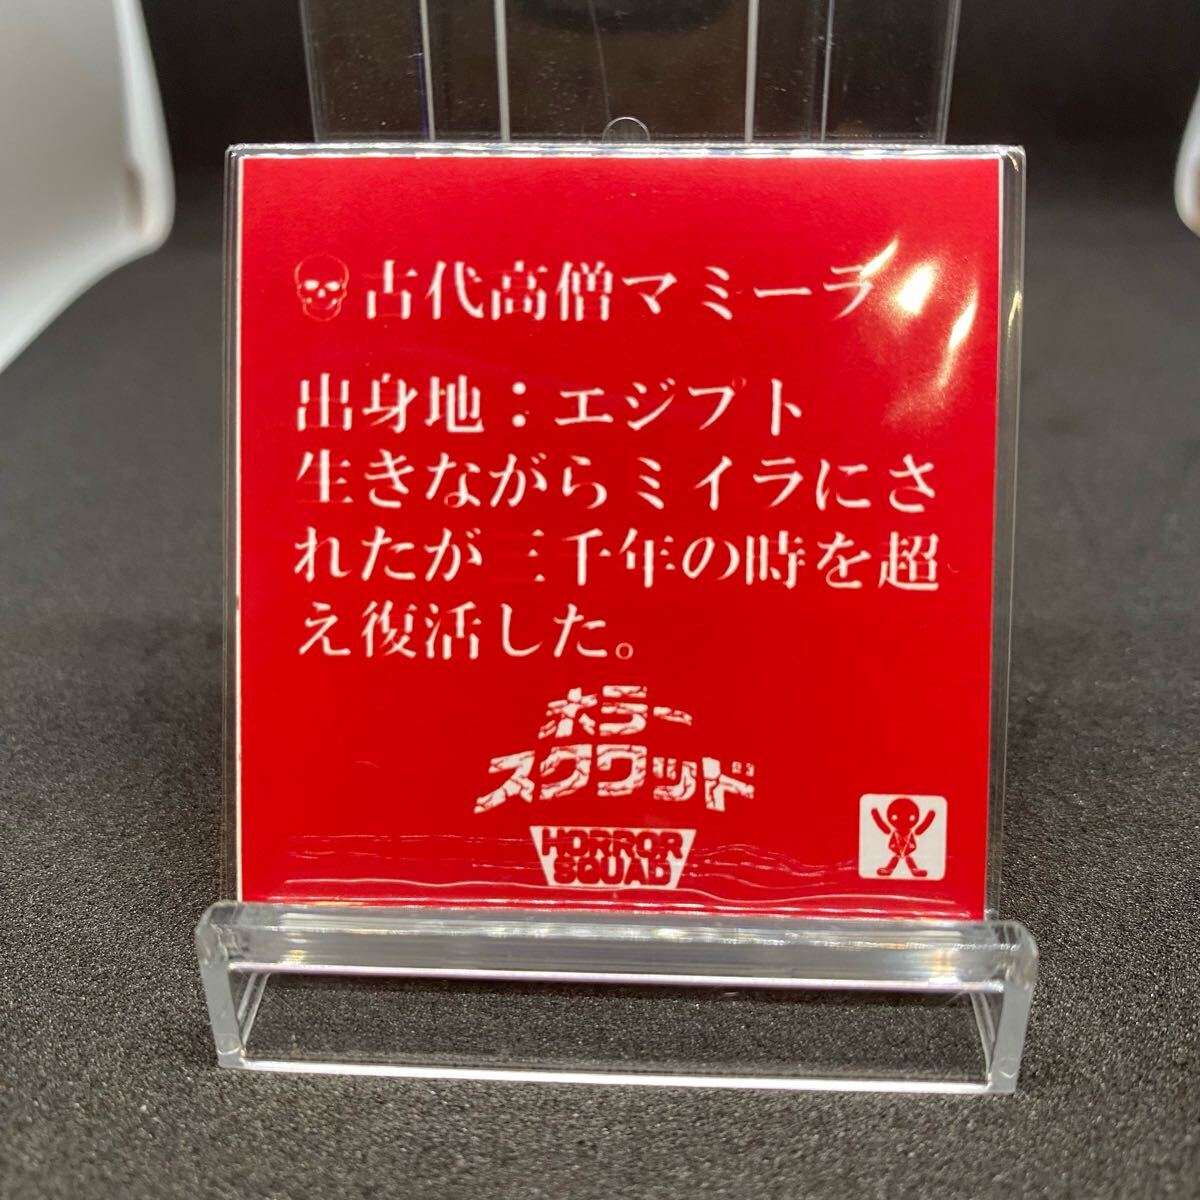 古代高僧マミーラ
出身地：エジプト
生きながらミイラにさ
れたが三千年の時を超
え復活した。
ホラー
スクワッド
HORROR
SQUAD